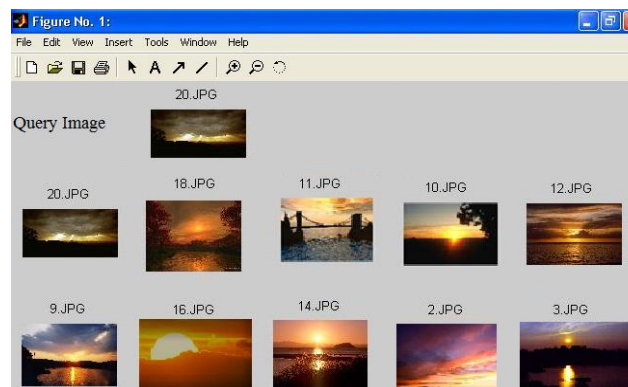 Figure No. 1:
File Edit View Insert Tools Window Help
20.JPG
Query Image
20.JPG 18.JPG 11.JPG 10.JPG 12.JPG
9.JPG 16.JPG 14.JPG 2.JPG 3.JPG